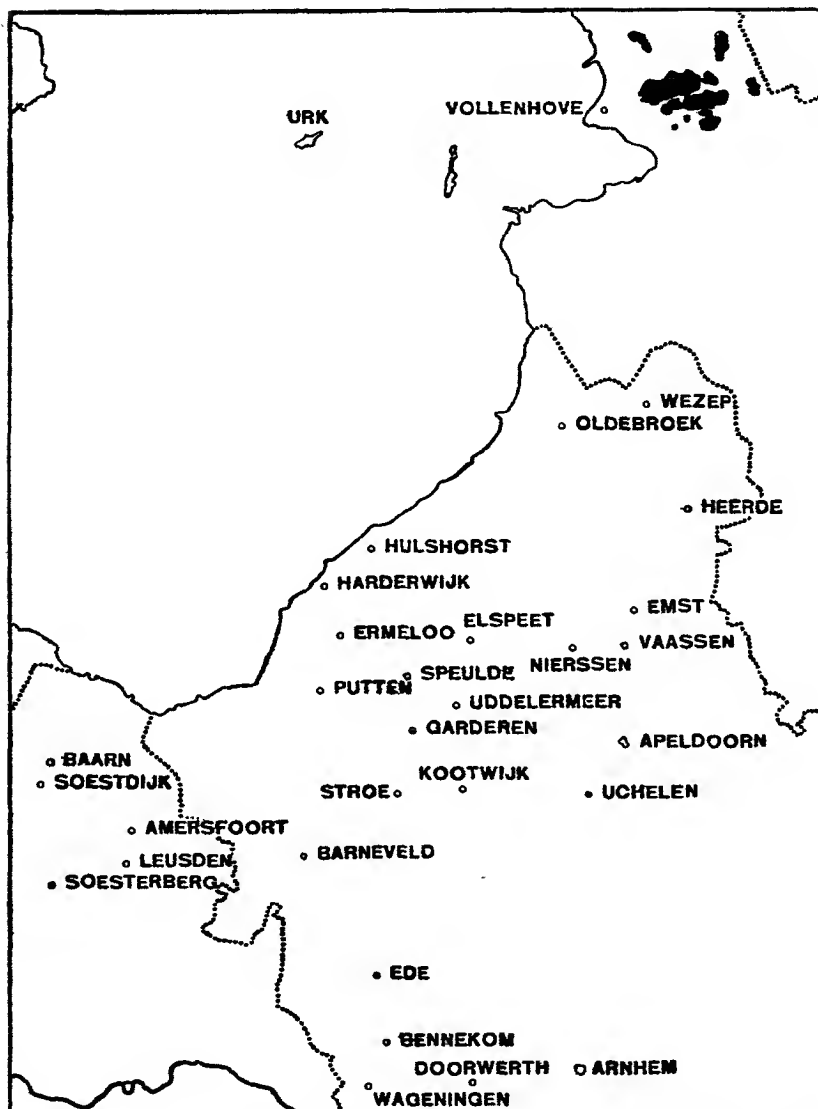 URK
VOLLENHOVE
WEZEP
OLDEBROEK
HEERDE
HULSHORST
HARDERWIJK
EMST
ELSPEET
ERMELOO
VAASSEN
NIERSSEN
SPEULDE
PUTTEN
UDDELERMEER
GARDEREN
APELDOORN
BAARN
KOOTWIJK
SOESTDIJK
STROE
UCHELEN
AMERSFOORT
BARNEVELD
LEUSDEN
SOESTERBERG
EDE
BENNEKOM
DOORWERTH
ARNHEM
WAGENINGEN